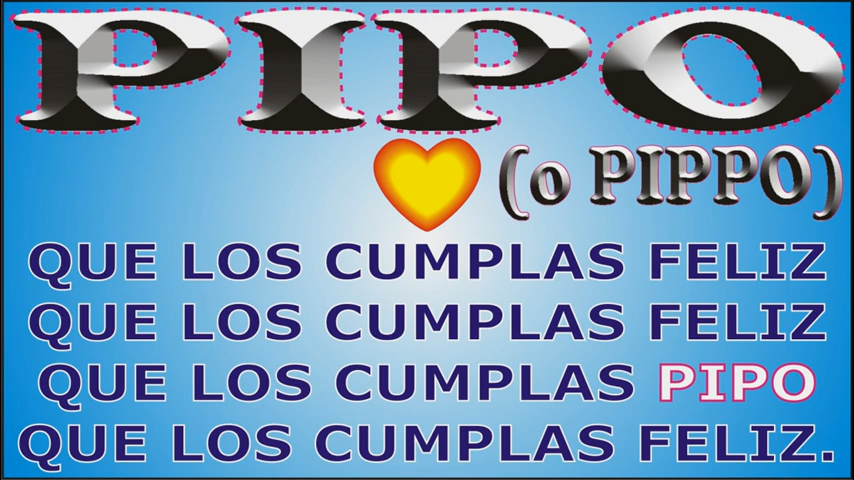 PIPO
(o PIPPO)
QUE LOS CUMPLAS FELIZ
QUE LOS CUMPLAS FELIZ
QUE LOS CUMPLAS PIPO
QUE LOS CUMPLAS FELIZ.